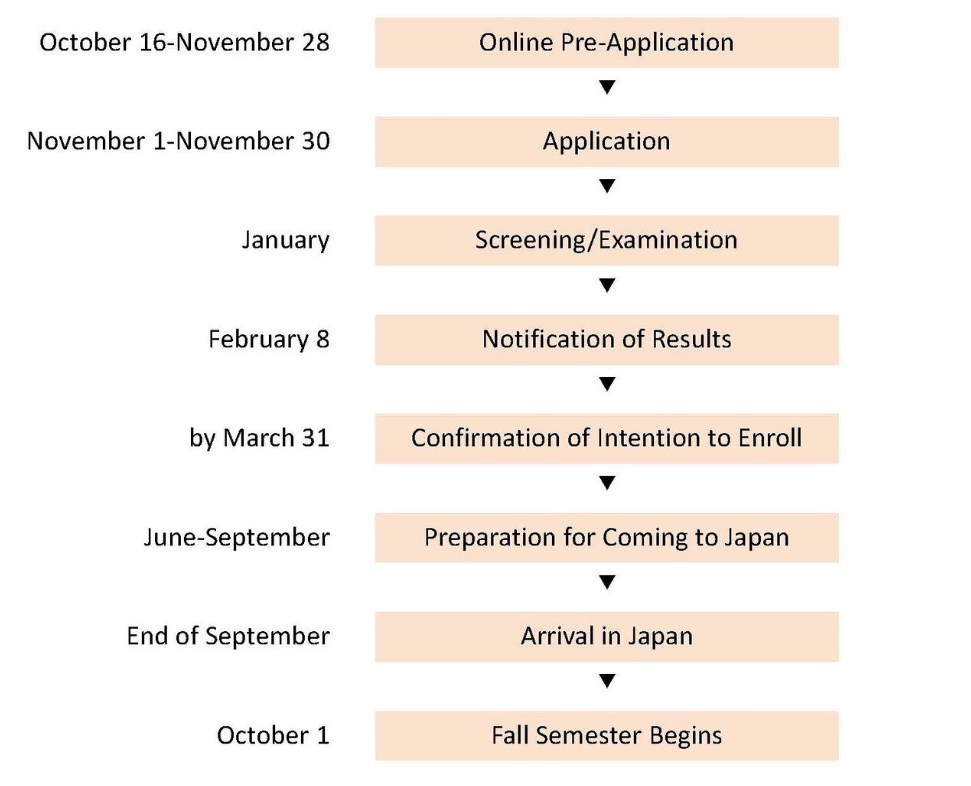 October 16-November 28 Online Pre-Application
▼
November 1-November 30 Application
▼
January Screening/Examination
▼
February 8 Notification of Results
▼
by March 31 Confirmation of Intention to Enroll
▼
June-September Preparation for Coming to Japan
▼
End of September Arrival in Japan
▼
October 1 Fall Semester Begins